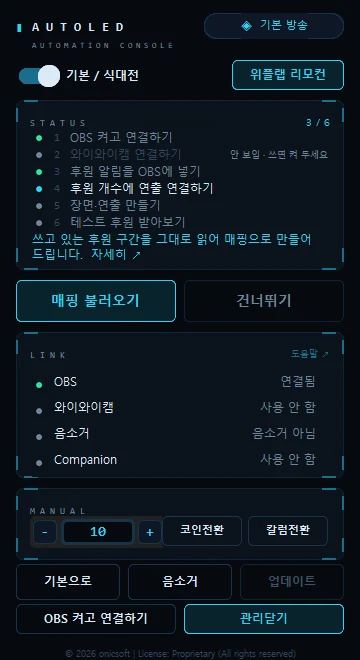 AUTOLED
AUTOMATION CONSOLE
◈ 기본 방송
기본 / 식대전
위플랩 리모컨
STATUS 3 / 6
1 OBS 켜고 연결하기
2 와이와이캠 연결하기 안 보임 · 쓰면 켜 두세요
3 후원 알림을 OBS에 넣기
4 후원 개수에 연출 연결하기
5 장면·연출 만들기
6 테스트 후원 받아보기
쓰고 있는 후원 구간을 그대로 읽어 매핑으로 만들어
드립니다. 자세히 ↗
매핑 불러오기 건너뛰기
LINK 도움말 ↗
OBS 연결됨
와이와이캠 사용 안 함
음소거 음소거 아님
Companion 사용 안 함
MANUAL
- 10 + 코인전환 칼럼전환
기본으로 음소거 업데이트
OBS 켜고 연결하기 관리닫기
© 2026 onicsoft | License: Proprietary (All rights reserved)